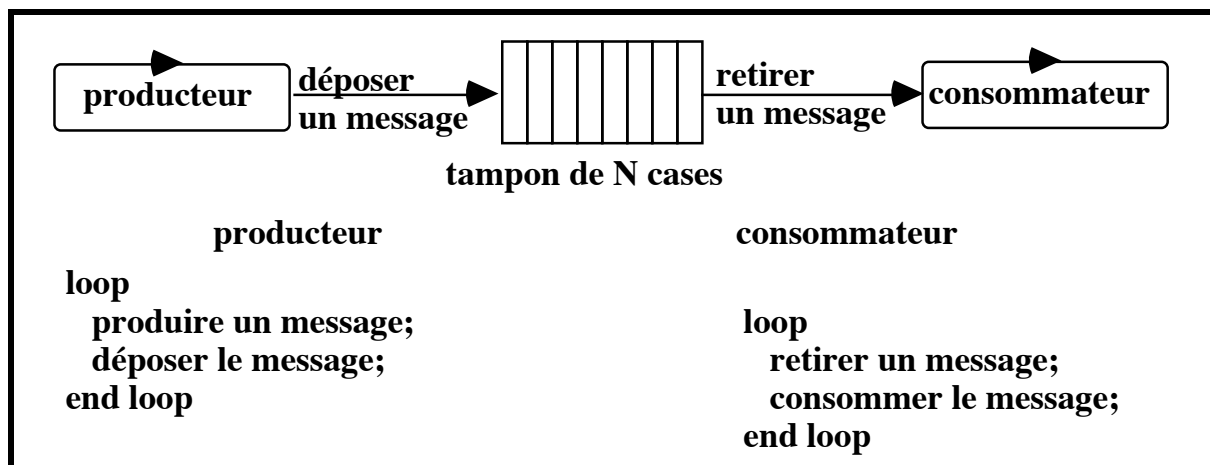 producteur
déposer
un message
retirer
un message
consommateur
tampon de N cases
producteur
loop
produire un message;
déposer le message;
end loop
consommateur
loop
retirer un message;
consommer le message;
end loop